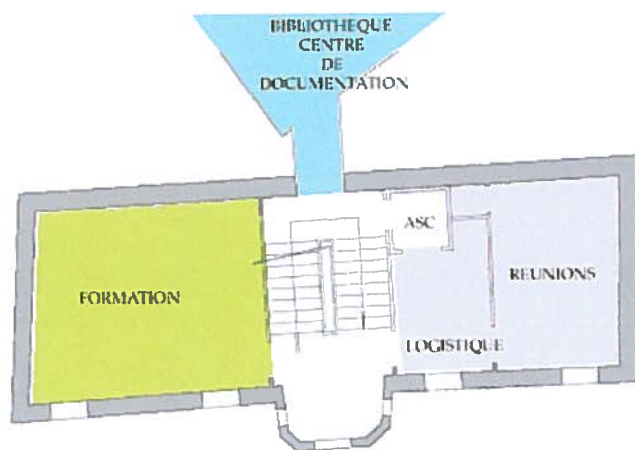 BIBLIOTHEQUE
CENTRE
DE
DOCUMENTATION
ASC
FORMATION
REUNIONS
LOGISTIQUE